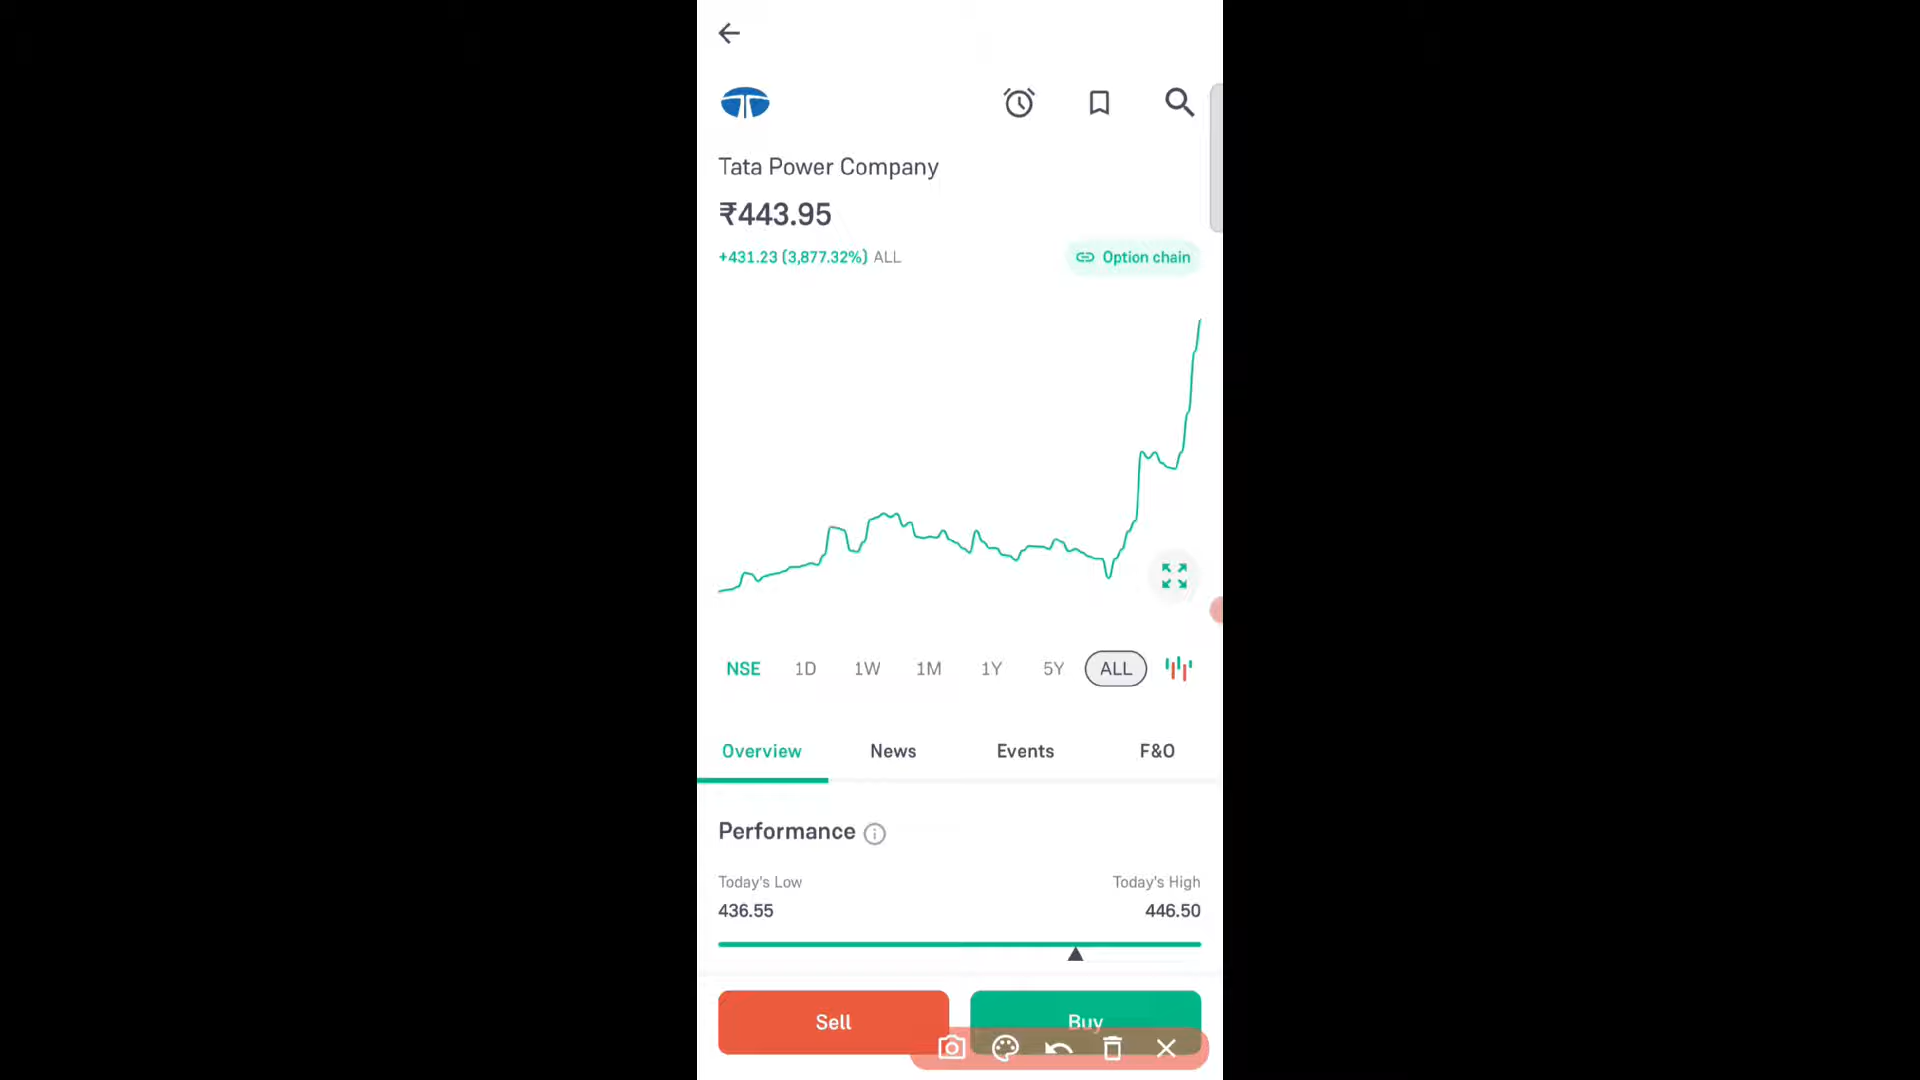 Tata Power Company
₹443.95
+431.23 (3,877.32%) ALL
Option chain
NSE 1D 1W 1M 1Y 5Y ALL
Overview News Events F&O
Performance
Today's Low Today's High
436.55 446.50
Sell Buy